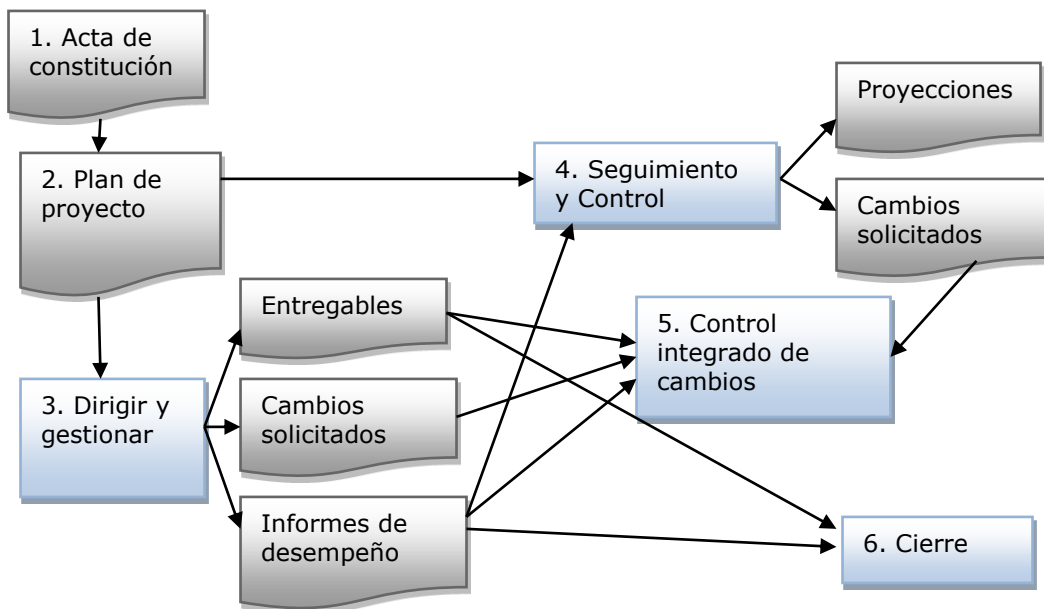 1. Acta de
constitución
2. Plan de
proyecto
3. Dirigir y
gestionar
Entregables
Cambios
solicitados
Informes de
desempeño
4. Seguimiento
y Control
Proyecciones
Cambios
solicitados
5. Control
integrado de
cambios
6. Cierre